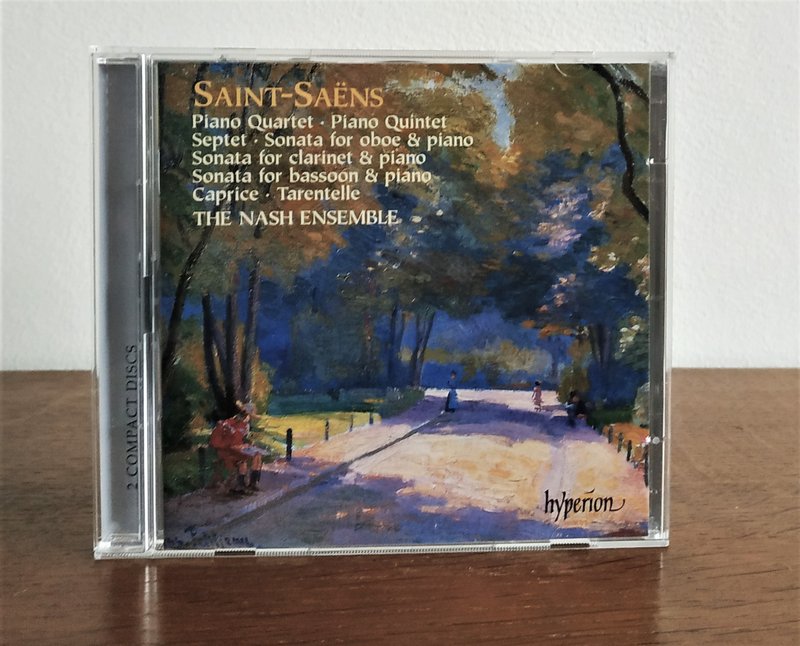 SAINT-SAËNS
Piano Quartet · Piano Quintet
Septet · Sonata for oboe & piano
Sonata for clarinet & piano
Sonata for bassoon & piano
Caprice · Tarentelle
THE NASH ENSEMBLE
2 COMPACT DISCS
hyperion